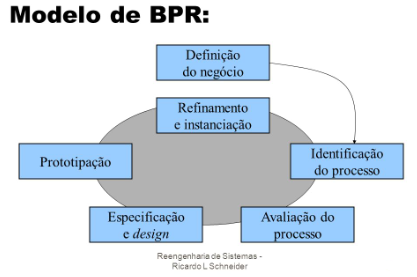 Modelo de BPR:
Definição
do negócio
Refinamento
e instanciação
Prototipação
Identificação
do processo
Especificação
e design
Avaliação do
processo
Reengenharia de Sistemas -
Ricardo L Schneider